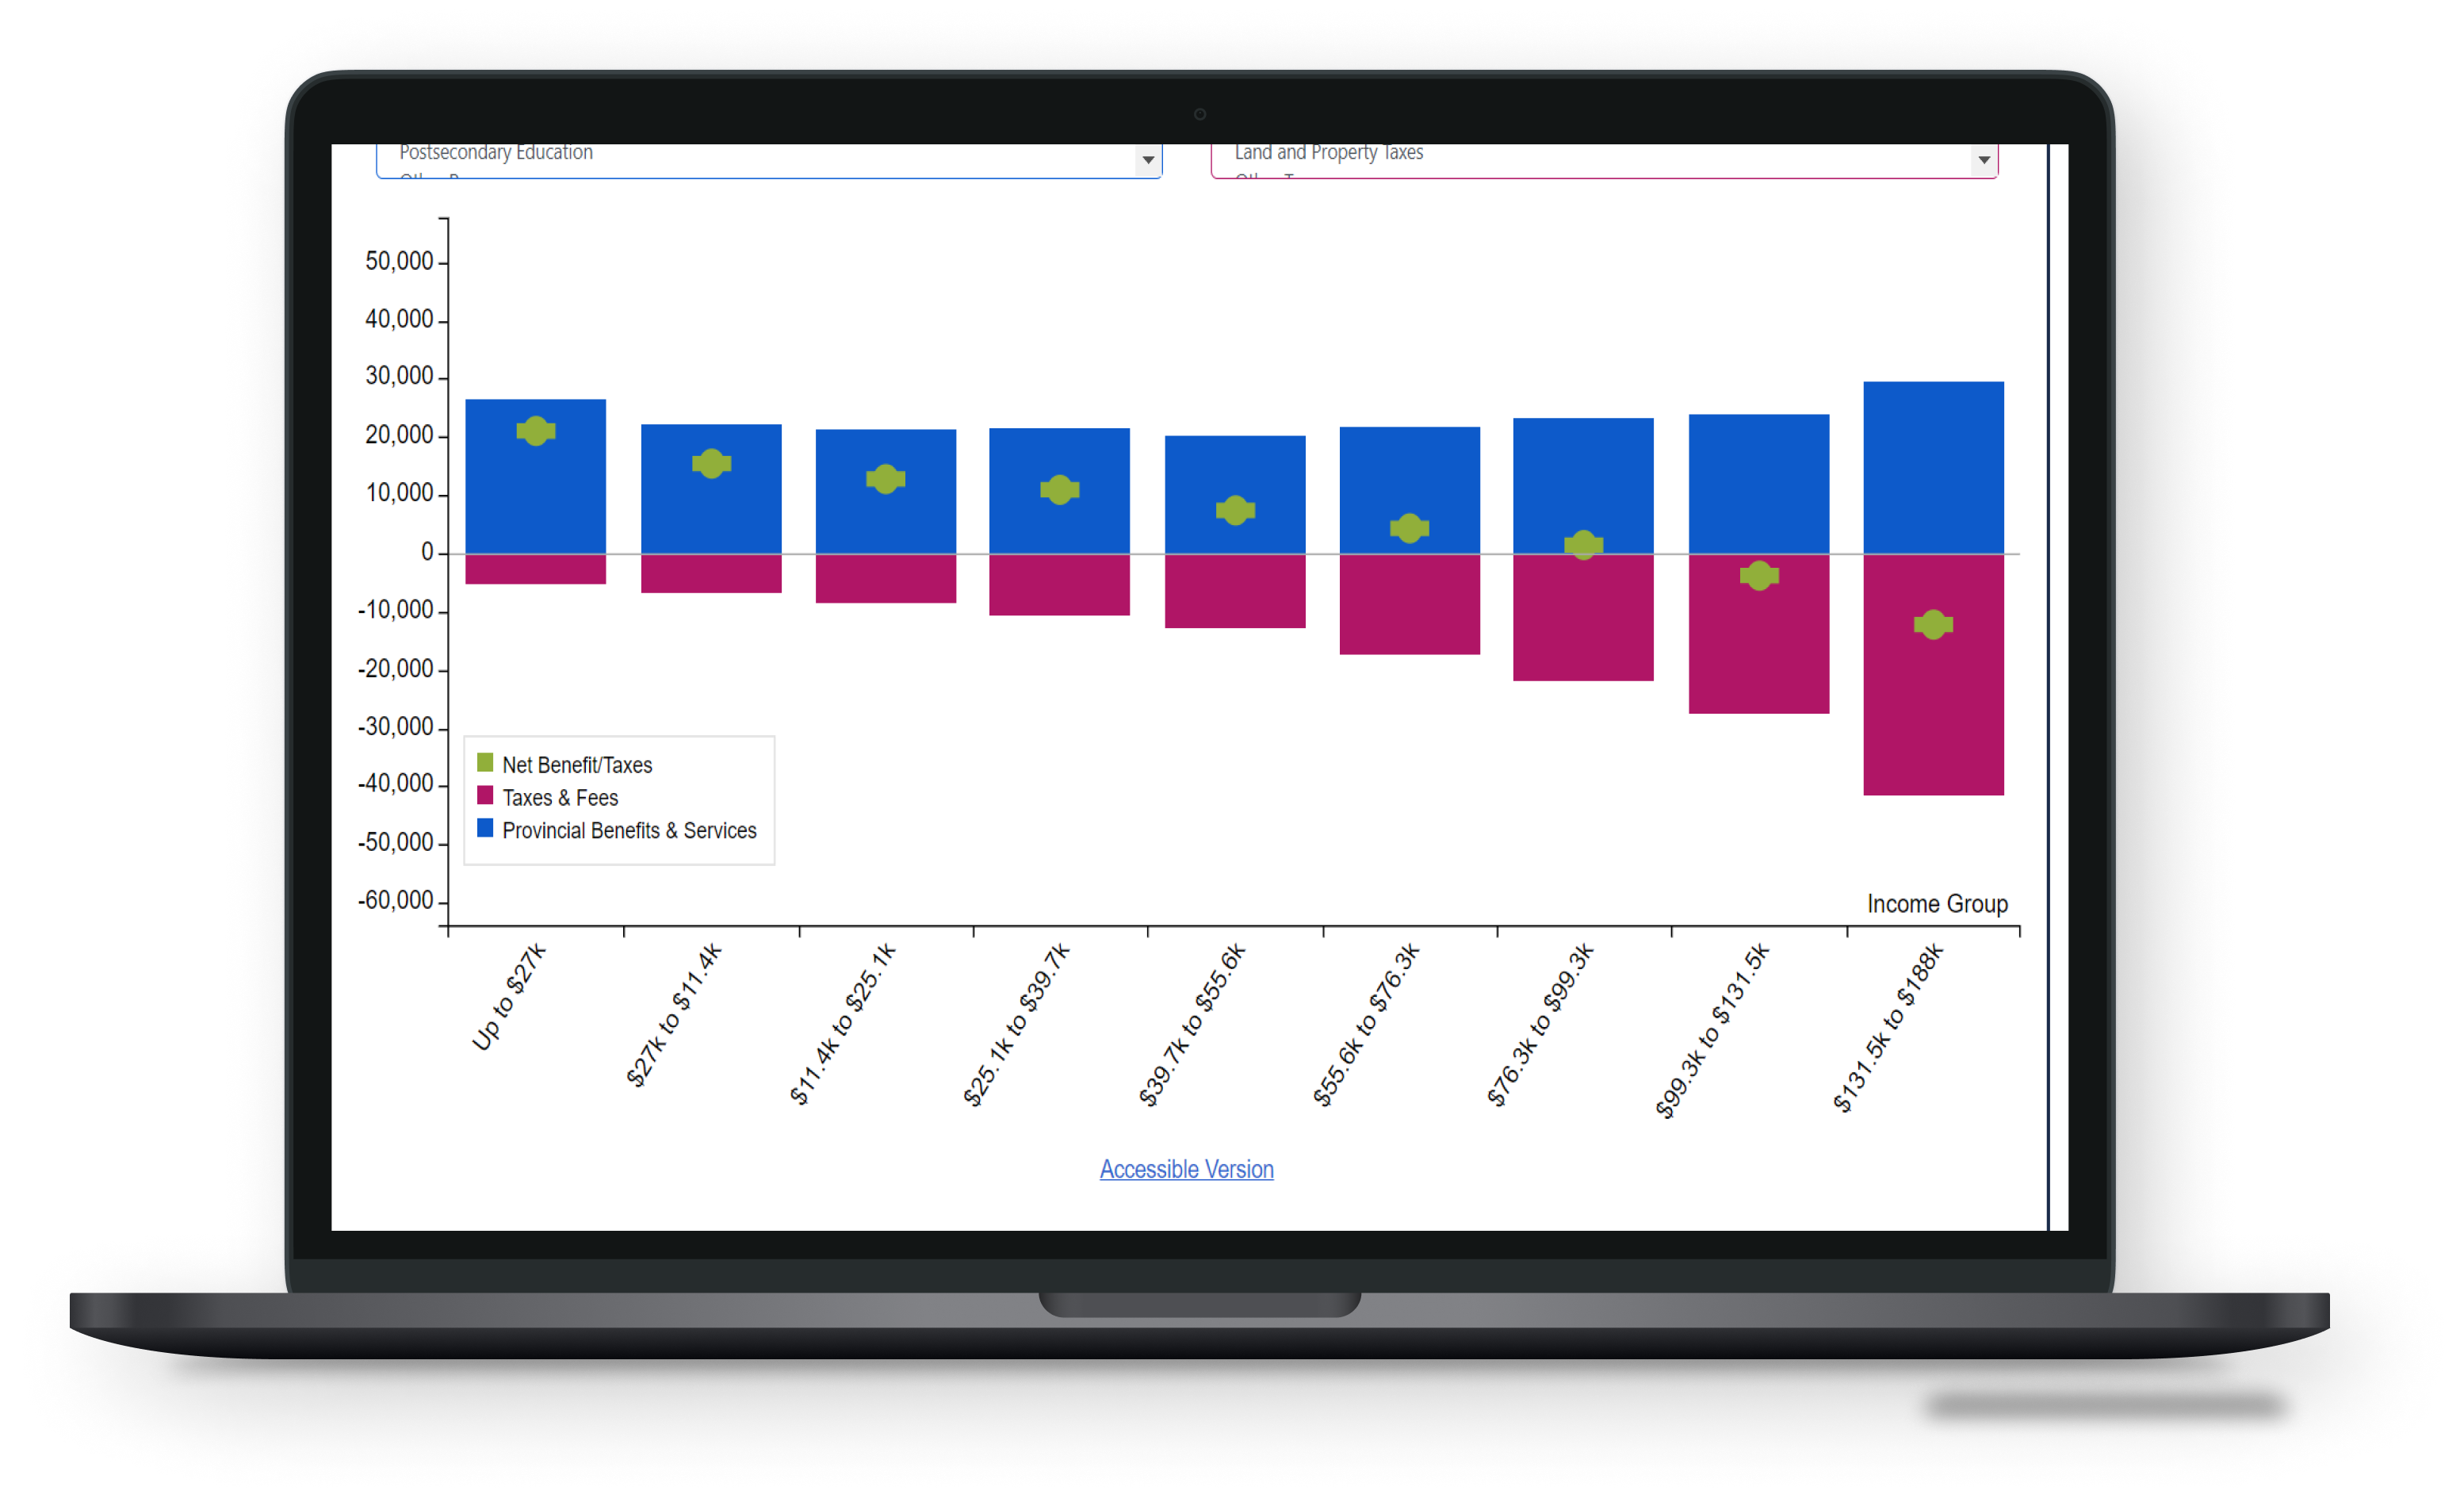 Postsecondary Education
Land and Property Taxes
50,000
40,000
30,000
20,000
10,000
0
-10,000
-20,000
-30,000
-40,000
-50,000
-60,000
Net Benefit/Taxes
Taxes & Fees
Provincial Benefits & Services
Income Group
Up to $27k
$27k to $11.4k
$11.4k to $25.1k
$25.1k to $39.7k
$39.7k to $55.6k
$55.6k to $76.3k
$76.3k to $99.3k
$99.3k to $131.5k
$131.5k to $188k
Accessible Version